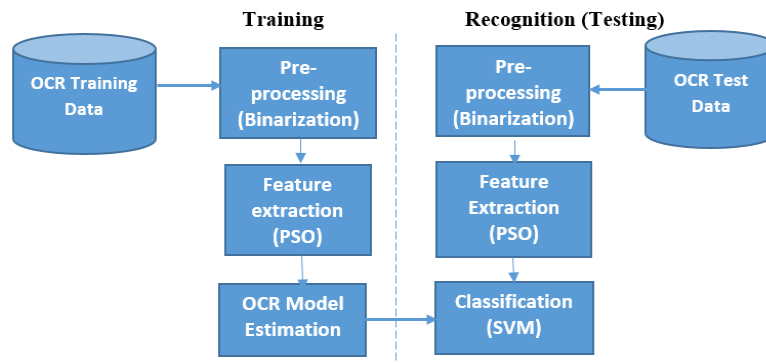 Training
Recognition (Testing)
OCR Training
Data
Pre-
processing
(Binarization)
Pre-
processing
(Binarization)
OCR Test
Data
Feature
extraction
(PSO)
Feature
Extraction
(PSO)
OCR Model
Estimation
Classification
(SVM)